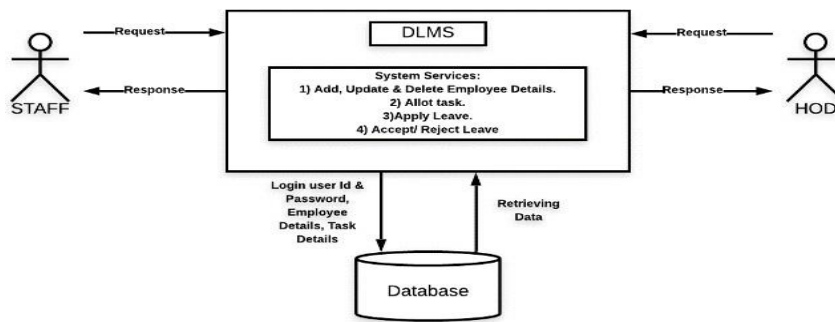 Request
DLMS
Request
System Services:
1) Add, Update & Delete Employee Details.
2) Allot task.
3)Apply Leave.
4) Accept/ Reject Leave
Response
STAFF
Response
HOD
Login user Id &
Password,
Employee
Details, Task
Details
Retrieving
Data
Database